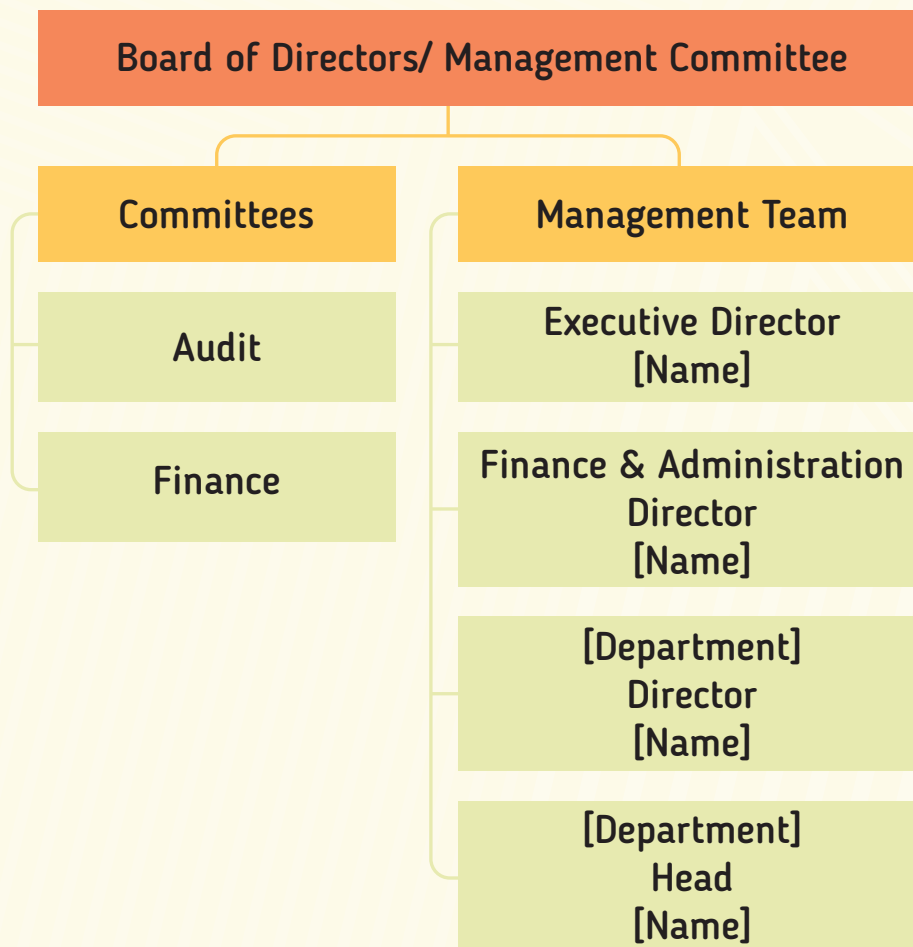 Board of Directors/ Management Committee
Committees
Audit
Finance
Management Team
Executive Director
[Name]
Finance & Administration
Director
[Name]
[Department]
Director
[Name]
[Department]
Head
[Name]